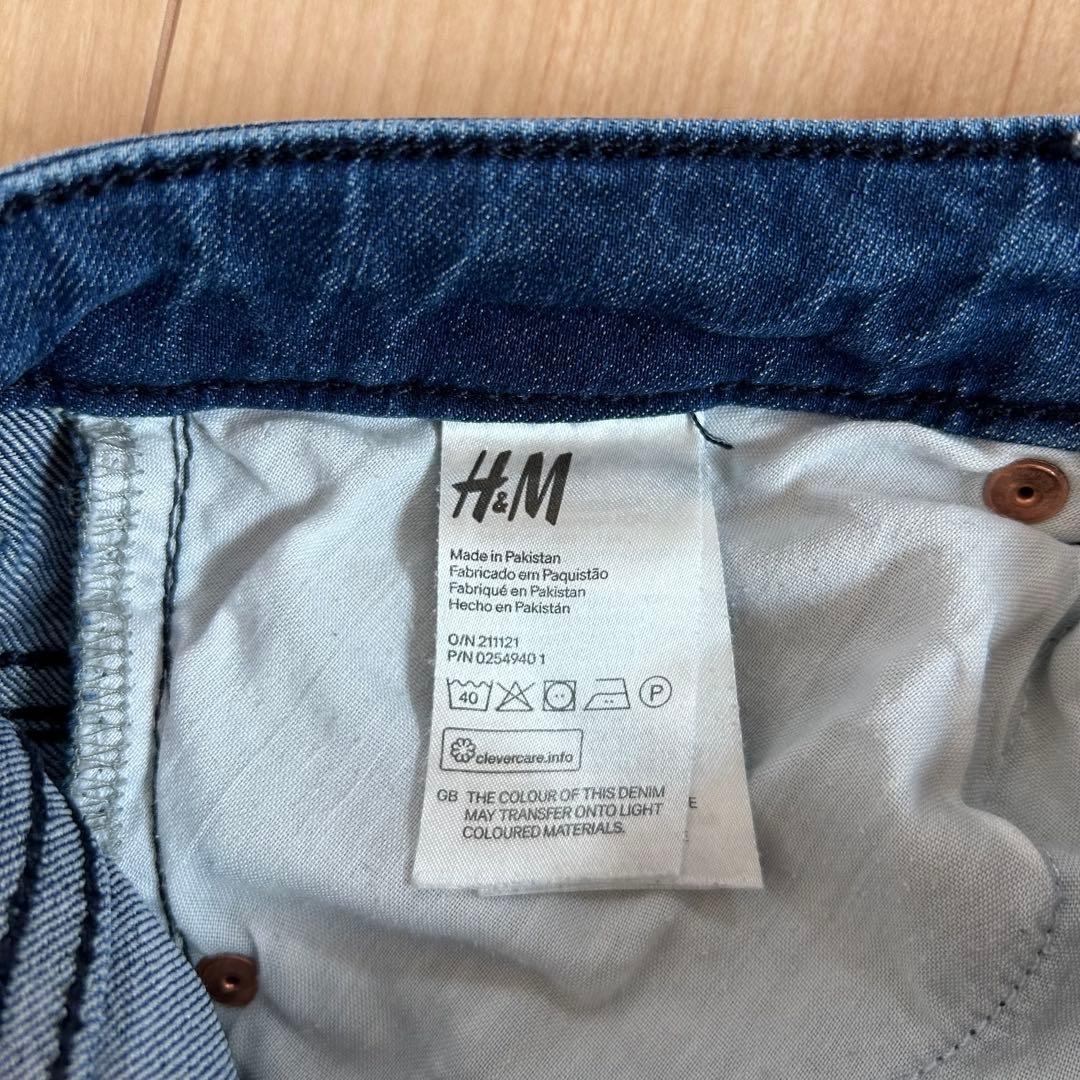 H&M
Made in Pakistan
Fabricado em Paquistão
Fabriqué en Pakistan
Hecho en Pakistán
O/N 211121
P/N 0254940 1
40 P
clevercare.info
GB THE COLOUR OF THIS DENIM
MAY TRANSFER ONTO LIGHT
COLOURED MATERIALS.
E
E